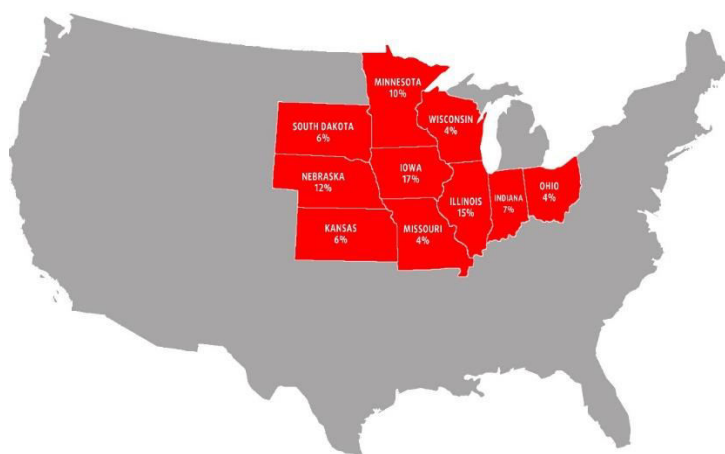 MINNESOTA
10%
WISCONSIN
4%
SOUTH DAKOTA
6%
IOWA
17%
NEBRASKA
12%
ILLINOIS
15%
INDIANA
7%
OHIO
4%
KANSAS
6%
MISSOURI
4%